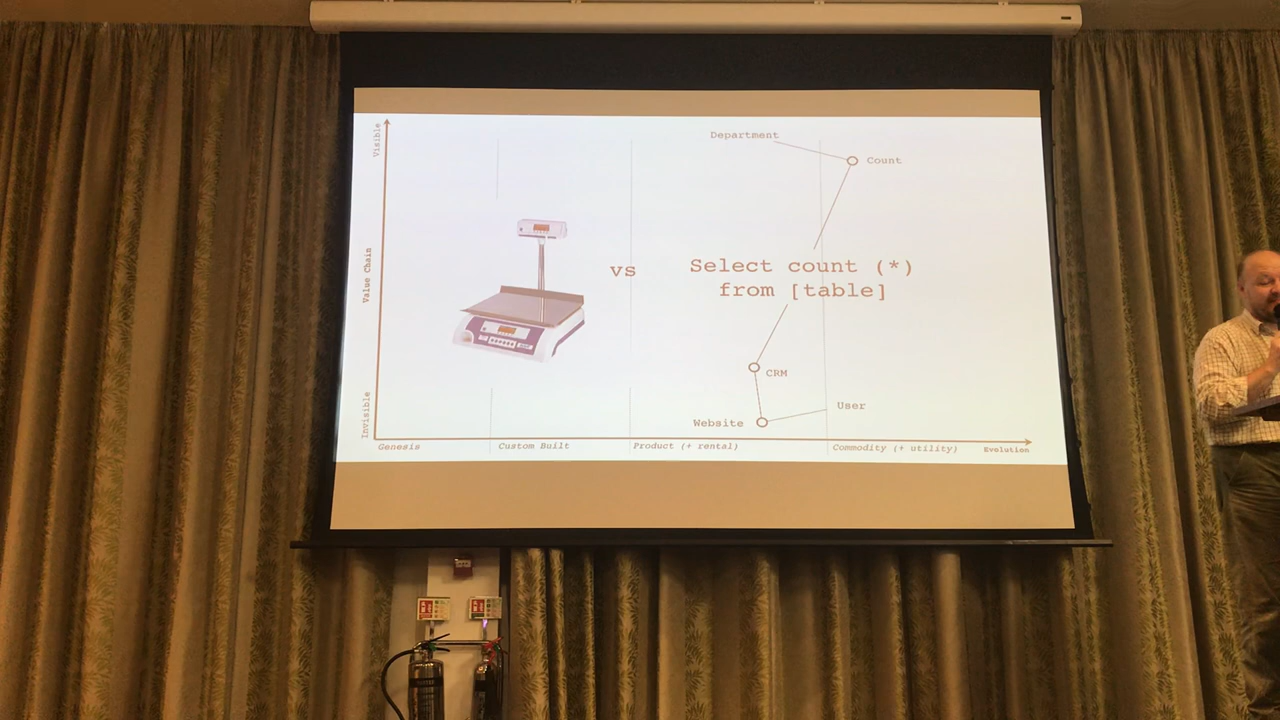 Visible
Department
Count
Value Chain
vs
Select count (*)
from [table]
CRM
Invisible
User
Website
Genesis
Custom Built
Product (+ rental)
Commodity (+ utility)
Evolution